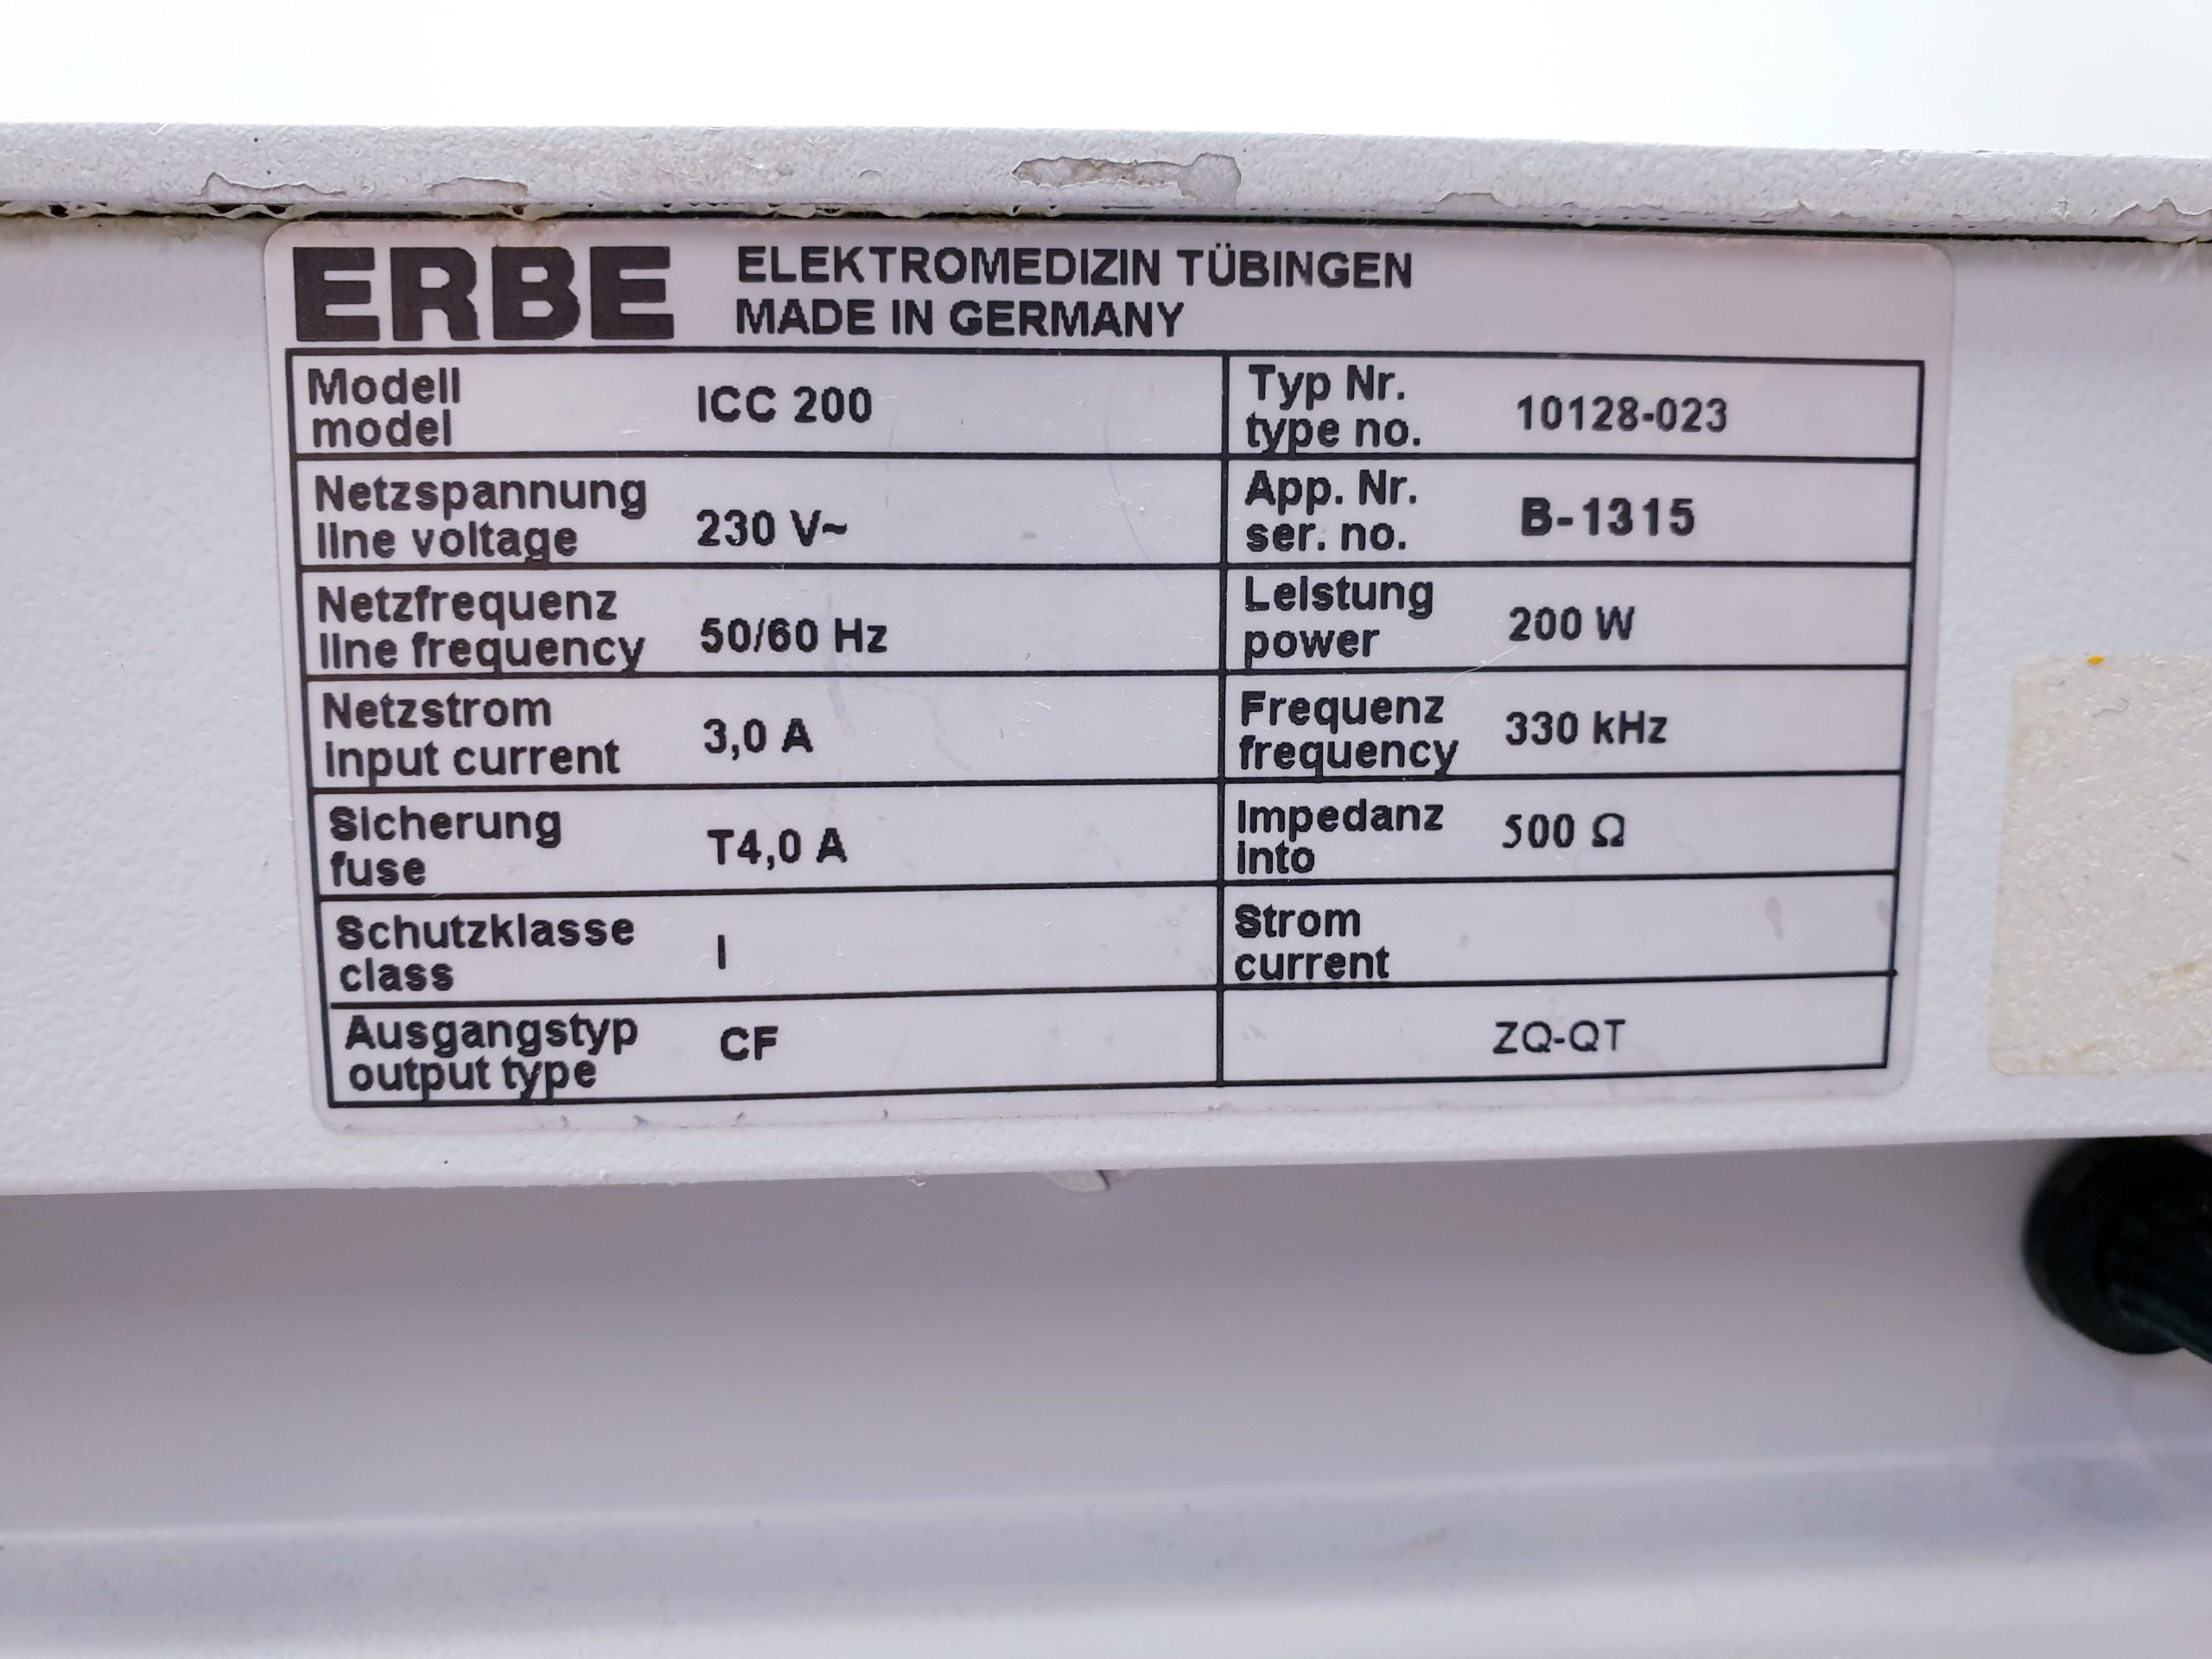 ERBE
ELEKTROMEDIZIN TÜBINGEN
MADE IN GERMANY
Modell
model
ICC 200
Typ Nr.
type no.
10128-023
Netzspannung
line voltage
230 V~
App. Nr.
ser. no.
B-1315
Netzfrequenz
line frequency
50/60 Hz
Leistung
power
200 W
Netzstrom
input current
3,0 A
Frequenz
frequency
330 kHz
Sicherung
fuse
T4,0 A
Impedanz
into
500 Ω
Schutzklasse
class
I
Strom
current
Ausgangstyp
output type
CF
ZQ-QT